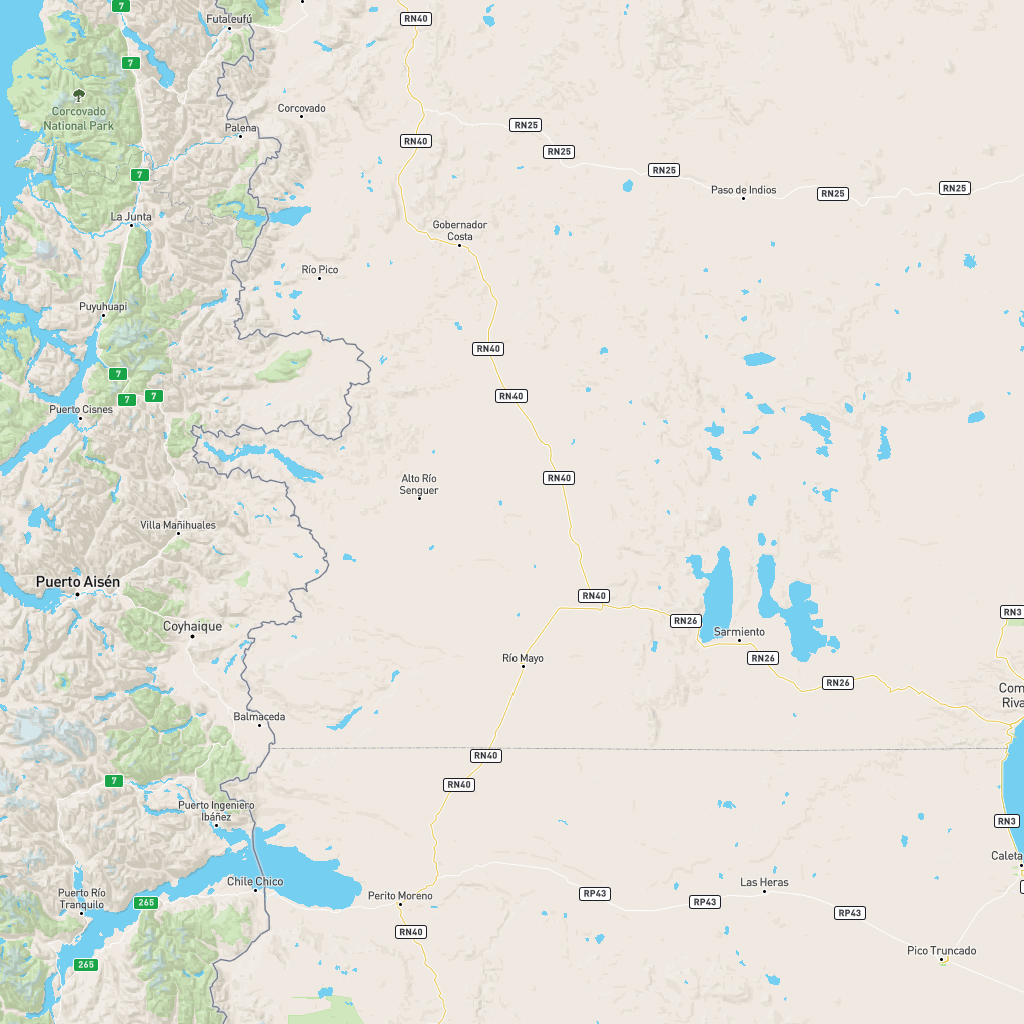 7
Futaleufú
RN40
7
Corcovado
National Park
Corcovado
RN25
Palena
RN40
RN25
7
RN25
Paso de Indios
RN25
RN25
La Junta
Gobernador
Costa
Río Pico
Puyuhuapi
RN40
7
7
7
RN40
Puerto Cisnes
Alto Río
Senguer
RN40
Villa Mañihuales
Puerto Aisén
RN40
RN3
Coyhaique
RN26
Sarmiento
Río Mayo
RN26
RN26
Com
Riva
Balmaceda
RN40
7
RN40
Puerto Ingeniero
Ibáñez
RN3
Caleta
Chile Chico
Puerto Río
Tranquilo
265
Perito Moreno
RP43
Las Heras
RP43
RP43
RN40
Pico Truncado
265